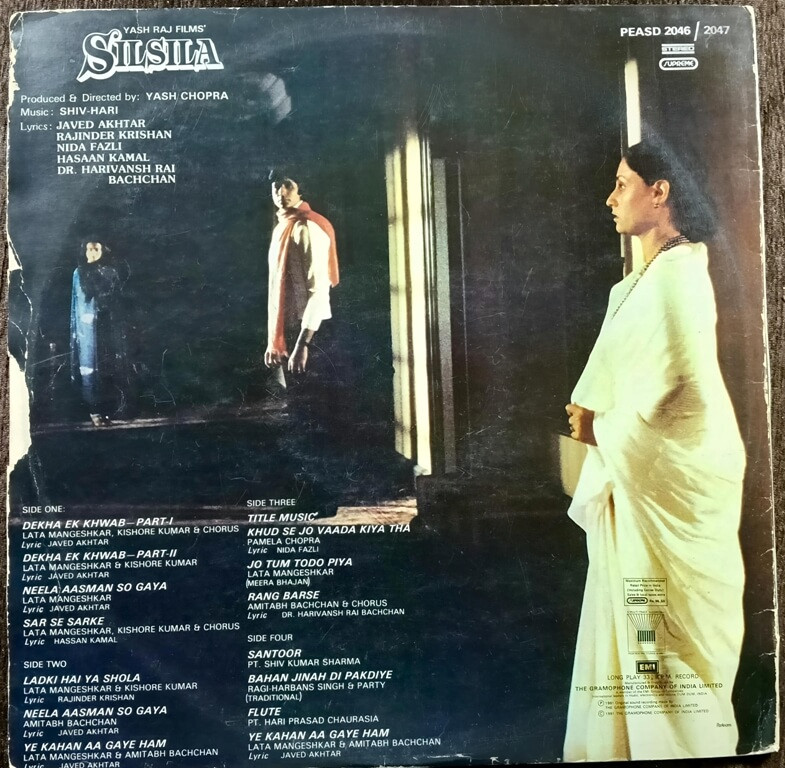 YASH RAJ FILMS'
SILSILA
PEASD 2046 / 2047
STEREO
SUPREME
Produced & Directed by: YASH CHOPRA
Music: SHIV-HARI
Lyrics: JAVED AKHTAR
RAJINDER KRISHAN
NIDA FAZLI
HASAAN KAMAL
DR. HARIVANSH RAI
BACHCHAN
SIDE ONE:
DEKHA EK KHWAB—PART-I
LATA MANGESHKAR, KISHORE KUMAR & CHORUS
Lyric JAVED AKHTAR
DEKHA EK KHWAB—PART-II
LATA MANGESHKAR & KISHORE KUMAR
Lyric JAVED AKHTAR
NEELA AASMAN SO GAYA
LATA MANGESHKAR
Lyric JAVED AKHTAR
SAR SE SARKE
LATA MANGESHKAR, KISHORE KUMAR & CHORUS
Lyric HASSAN KAMAL
SIDE TWO
LADKI HAI YA SHOLA
LATA MANGESHKAR & KISHORE KUMAR
Lyric RAJINDER KRISHAN
NEELA AASMAN SO GAYA
AMITABH BACHCHAN
Lyric JAVED AKHTAR
YE KAHAN AA GAYE HAM
LATA MANGESHKAR & AMITABH BACHCHAN
Lyric JAVED AKHTAR
SIDE THREE
TITLE MUSIC
KHUD SE JO VAADA KIYA THA
PAMELA CHOPRA
Lyric NIDA FAZLI
JO TUM TODO PIYA
LATA MANGESHKAR
(MEERA BHAJAN)
RANG BARSE
AMITABH BACHCHAN & CHORUS
Lyric DR. HARIVANSH RAI BACHCHAN
SIDE FOUR
SANTOOR
PT. SHIV KUMAR SHARMA
BAHAN JINAH DI PAKDIYE
RAGI-HARBANS SINGH & PARTY
(TRADITIONAL)
FLUTE
PT. HARI PRASAD CHAURASIA
YE KAHAN AA GAYE HAM
LATA MANGESHKAR & AMITABH BACHCHAN
Lyric JAVED AKHTAR
SUPREME
EMI
LONG PLAY 33⅓ R.P.M. RECORD
THE GRAMOPHONE COMPANY OF INDIA LIMITED